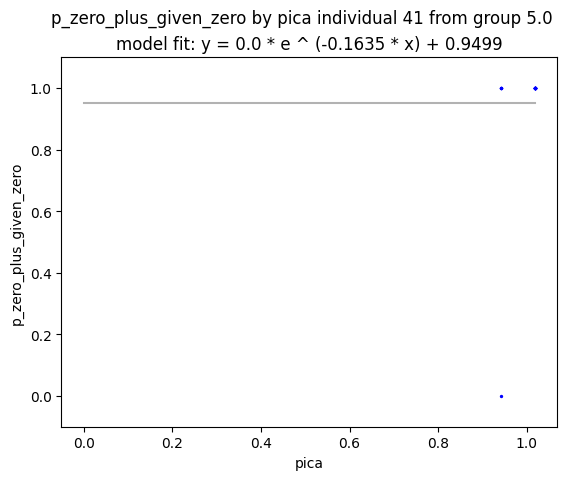 p_zero_plus_given_zero by pica individual 41 from group 5.0
model fit: y = 0.0 * e ^ (-0.1635 * x) + 0.9499
p_zero_plus_given_zero
1.0
0.8
0.6
0.4
0.2
0.0
0.0 0.2 0.4 0.6 0.8 1.0
pica